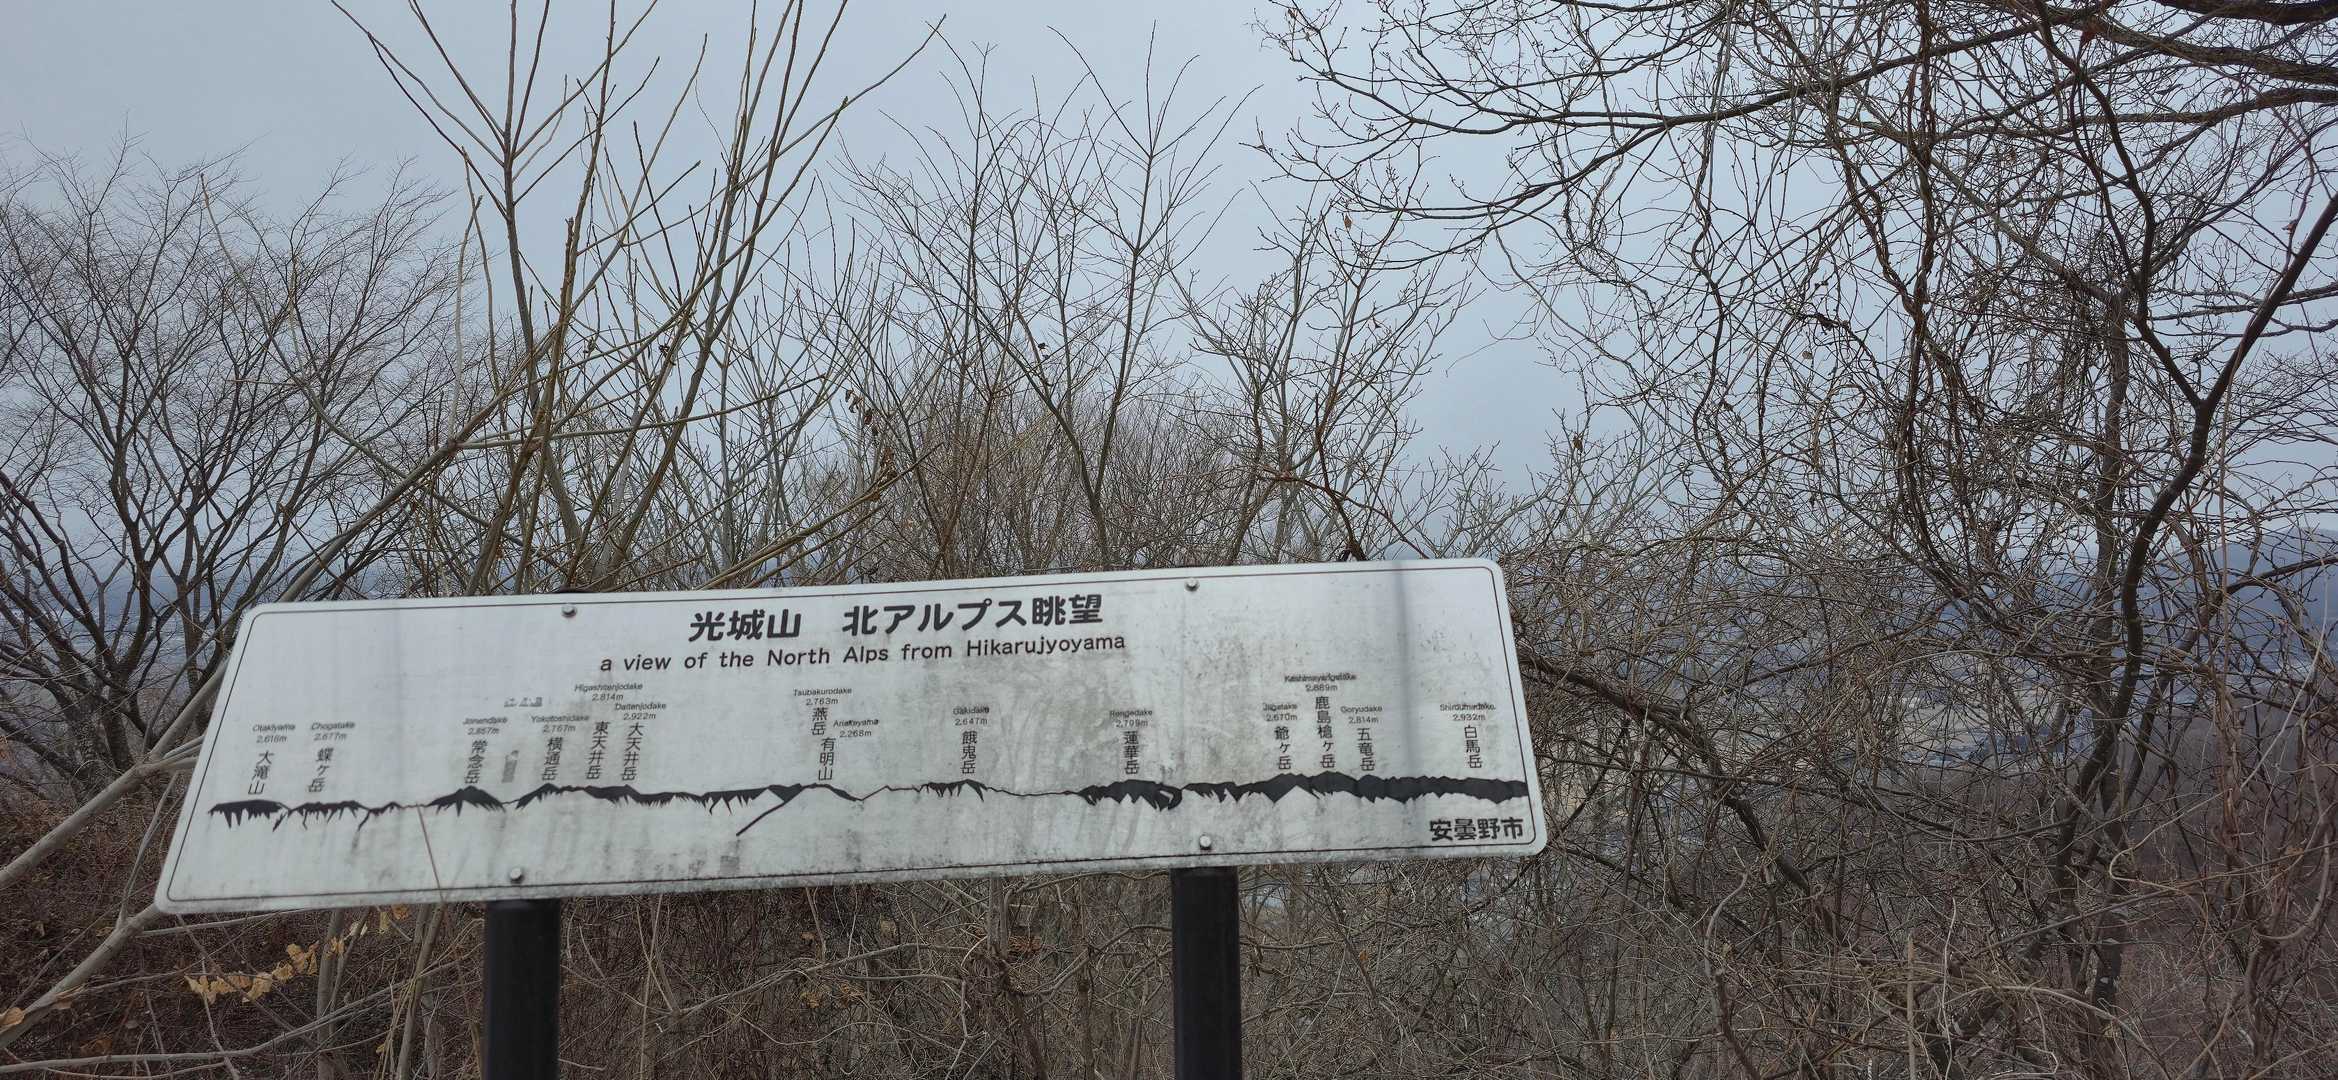 光城山 北アルプス眺望
a view of the North Alps from Hikarujyoyama
Otakiyama
2,616m
大滝山
Chogatake
2,677m
蝶ヶ岳
Jonendake
2,857m
常念岳
Yokotoshidake
2,767m
横通岳
Higashitenjodake
2,814m
東天井岳
Daitenjodake
2,922m
大天井岳
Tsubakurodake
2,763m
燕岳
Ariakeyama
2,268m
有明山
Gakidake
2,647m
餓鬼岳
Rengedake
2,799m
蓮華岳
Jiigatake
2,670m
爺ヶ岳
Kashimayarigatake
2,889m
鹿島槍ヶ岳
Goryudake
2,814m
五竜岳
Shiroumadake
2,932m
白馬岳
安曇野市